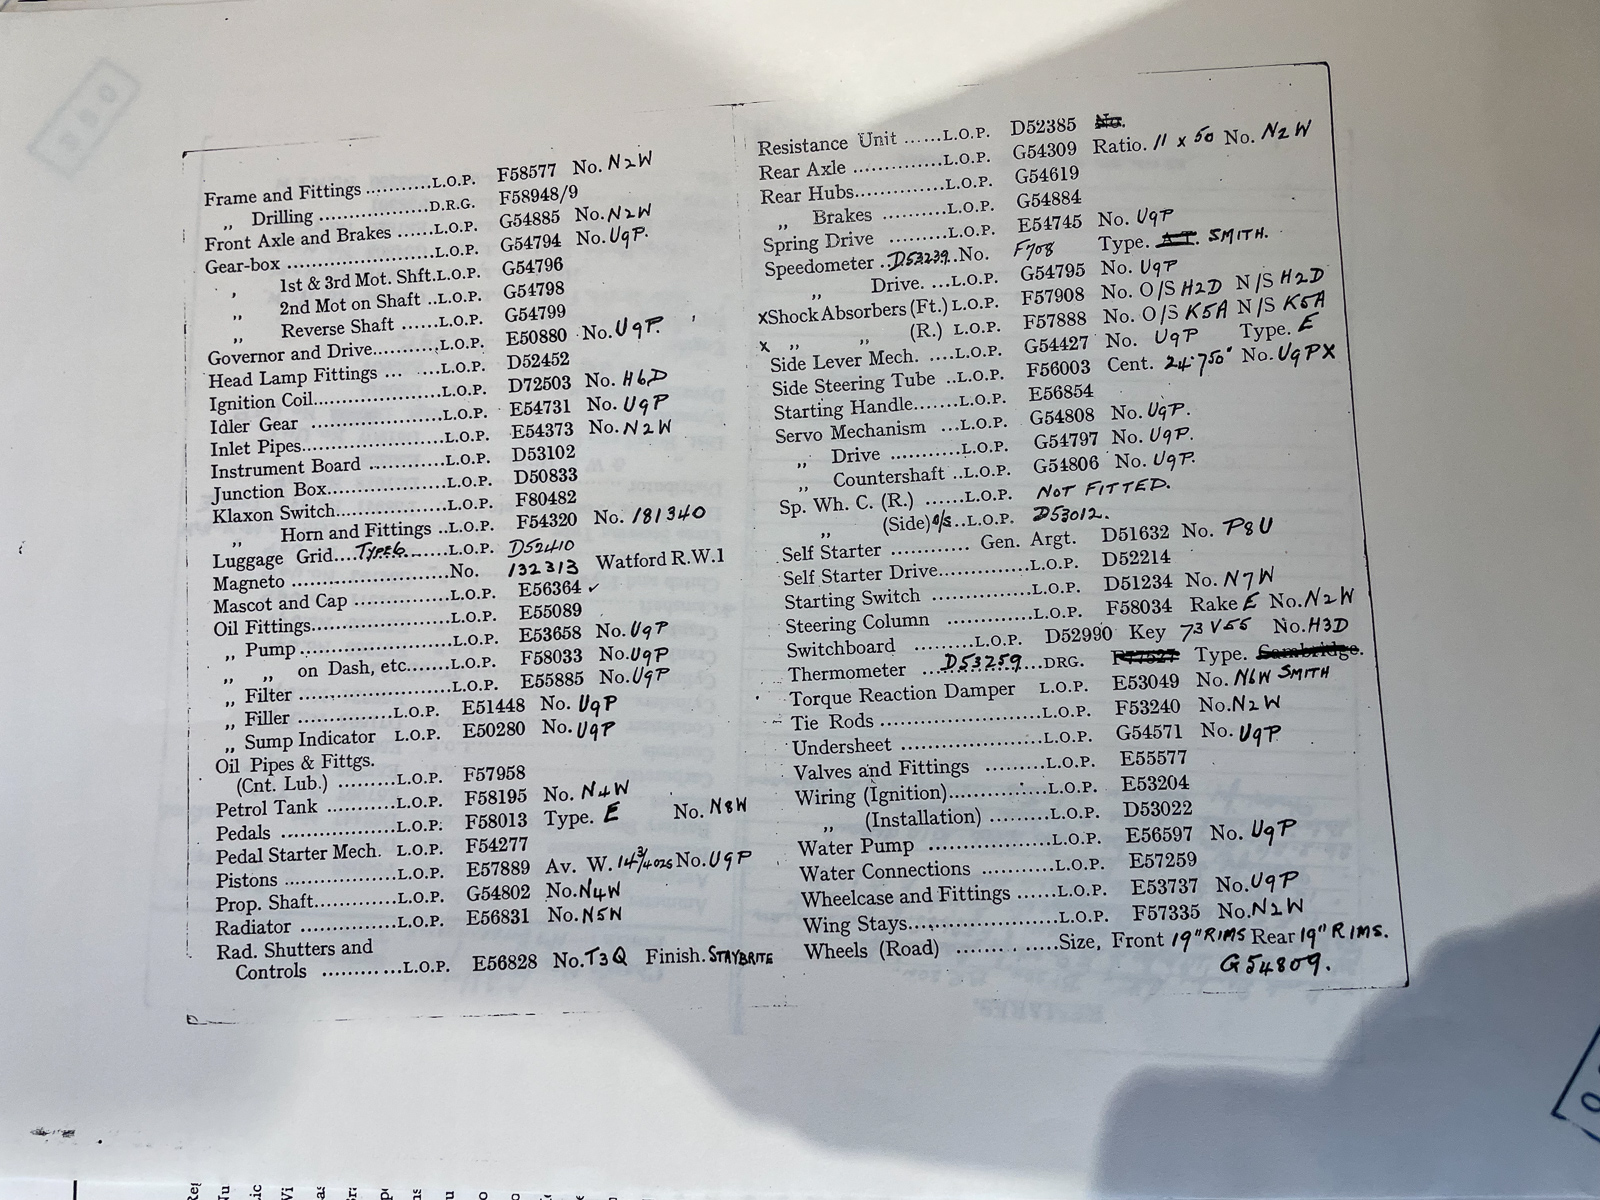 Frame and Fittings ..........L.O.P. F58577 No. N2W
„ Drilling ..................D.R.G. F58948/9
Front Axle and Brakes ......L.O.P. G54885 No. N2W
Gear-box ........................L.O.P. G54794 No. U9P.
„ 1st & 3rd Mot. Shft.L.O.P. G54796
„ 2nd Mot on Shaft ..L.O.P. G54798
„ Reverse Shaft ......L.O.P. G54799
Governor and Drive..........L.O.P. E50880 No. U9P.
Head Lamp Fittings ... ....L.O.P. D52452
Ignition Coil....................L.O.P. D72503 No. H6D
Idler Gear ......................L.O.P. E54731 No. U9P
Inlet Pipes......................L.O.P. E54373 No. N2W
Instrument Board ............L.O.P. D53102
Junction Box....................L.O.P. D50833
Klaxon Switch..................L.O.P. F80482
„ Horn and Fittings ..L.O.P. F54320 No. 181340
Luggage Grid....TYPE6.......L.O.P. D52410
Magneto ...........................No. 132313 Watford R.W.1
Mascot and Cap ..............L.O.P. E56364 ✓
Oil Fittings....................L.O.P. E55089
„ Pump....................L.O.P. E53658 No. U9P
„ „ on Dash, etc.......L.O.P. F58033 No. U9P
„ Filter ....................L.O.P. E55885 No. U9P
„ Filler ................L.O.P. E51448 No. U9P
„ Sump Indicator L.O.P. E50280 No. U9P
Oil Pipes & Fittgs.
(Cnt. Lub.) .........L.O.P. F57958
Petrol Tank ................L.O.P. F58195 No. N4W
Pedals ......................L.O.P. F58013 Type. E No. N8W
Pedal Starter Mech. L.O.P. F54277
Pistons ....................L.O.P. E57889 Av. W. 14¾ozs No. U9P
Prop. Shaft................L.O.P. G54802 No. N4W
Radiator ..................L.O.P. E56831 No. N5W
Rad. Shutters and
Controls ..............L.O.P. E56828 No. T3Q Finish. STAYBRITE
Resistance Unit ......L.O.P. D52385 No.
Rear Axle ..............L.O.P. G54309 Ratio. 11 x 50 No. N2W
Rear Hubs..............L.O.P. G54619
„ Brakes ..........L.O.P. G54884
Spring Drive .........L.O.P. E54745 No. U9P
Speedometer .D53239..No. F708 Type. A.T. SMITH.
„ Drive. ...L.O.P. G54795 No. U9P
x Shock Absorbers (Ft.) L.O.P. F57908 No. O/S H2D N/S H2D
x „ „ (R.) L.O.P. F57888 No. O/S K5A N/S K5A
Side Lever Mech. ....L.O.P. G54427 No. U9P Type. E
Side Steering Tube ..L.O.P. F56003 Cent. 24.750" No. U9PX
Starting Handle.......L.O.P. E56854
Servo Mechanism ...L.O.P. G54808 No. U9P.
„ Drive ...........L.O.P. G54797 No. U9P.
„ Countershaft ..L.O.P. G54806 No. U9P.
Sp. Wh. C. (R.) ......L.O.P. NOT FITTED.
„ (Side) o/s..L.O.P. D53012.
Self Starter ........... Gen. Argt. D51632 No. P8U
Self Starter Drive..............L.O.P. D52214
Starting Switch ................L.O.P. D51234 No. N7W
Steering Column ..............L.O.P. F58034 Rake E No. N2W
Switchboard ..........L.O.P. D52990 Key 73V55 No. H3D
Thermometer ....D53259....DRG. F77527 Type. Cambridge.
Torque Reaction Damper L.O.P. E53049 No. N6W SMITH
Tie Rods ........................L.O.P. F53240 No. N2W
Undersheet .....................L.O.P. G54571 No. U9P
Valves and Fittings .........L.O.P. E55577
Wiring (Ignition)................L.O.P. E53204
„ (Installation) ..........L.O.P. D53022
Water Pump ....................L.O.P. E56597 No. U9P
Water Connections ............L.O.P. E57259
Wheelcase and Fittings ......L.O.P. E53737 No. U9P
Wing Stays........................L.O.P. F57335 No. N2W
Wheels (Road) ............Size, Front 19" RIMS Rear 19" RIMS.
G54809.